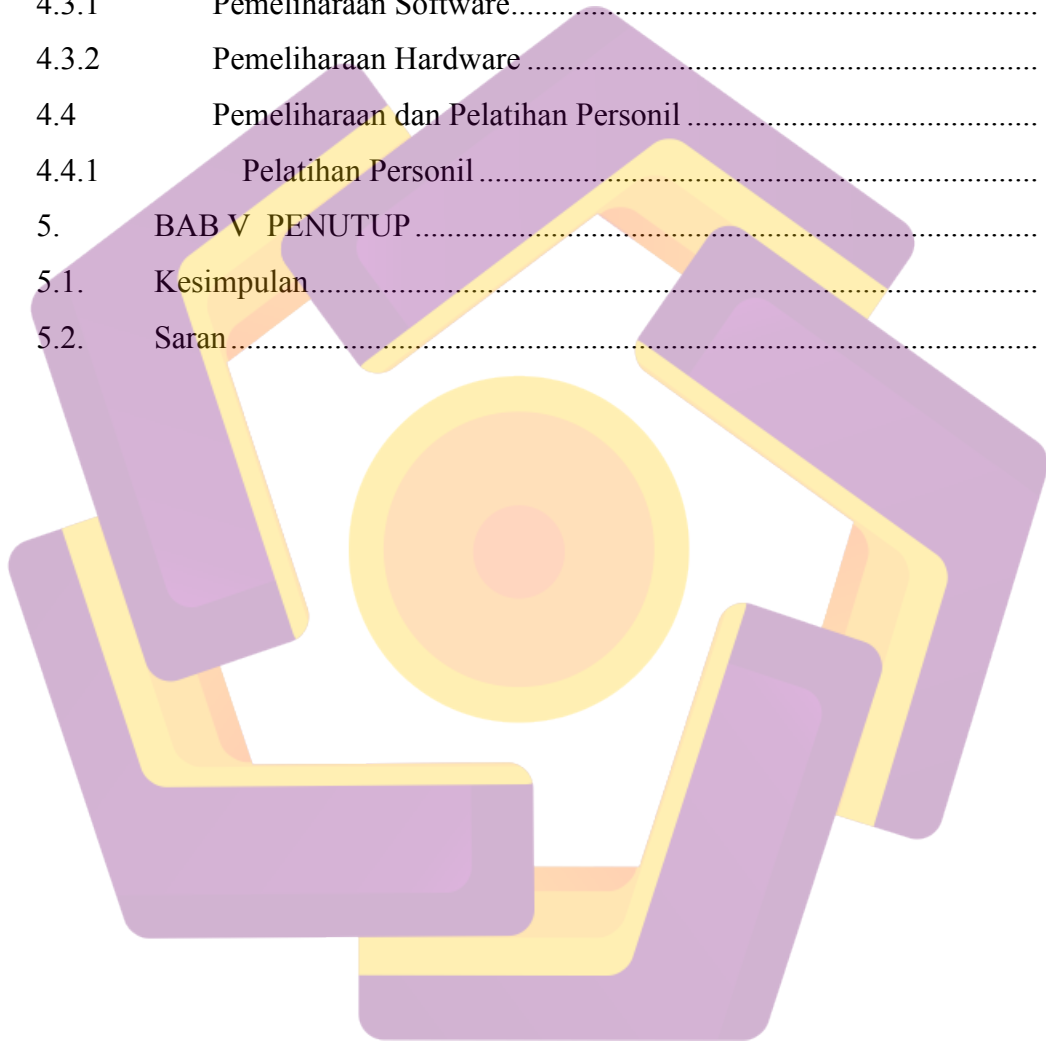 4.3.1 Pemeliharaan Software........................................................................
4.3.2 Pemeliharaan Hardware......................................................................
4.4 Pemeliharaan dan Pelatihan Personil................................................
4.4.1 Pelatihan Personil.........................................................................
5. BAB V PENUTUP....................................................................................
5.1. Kesimpulan................................................................................................
5.2. Saran..........................................................................................................